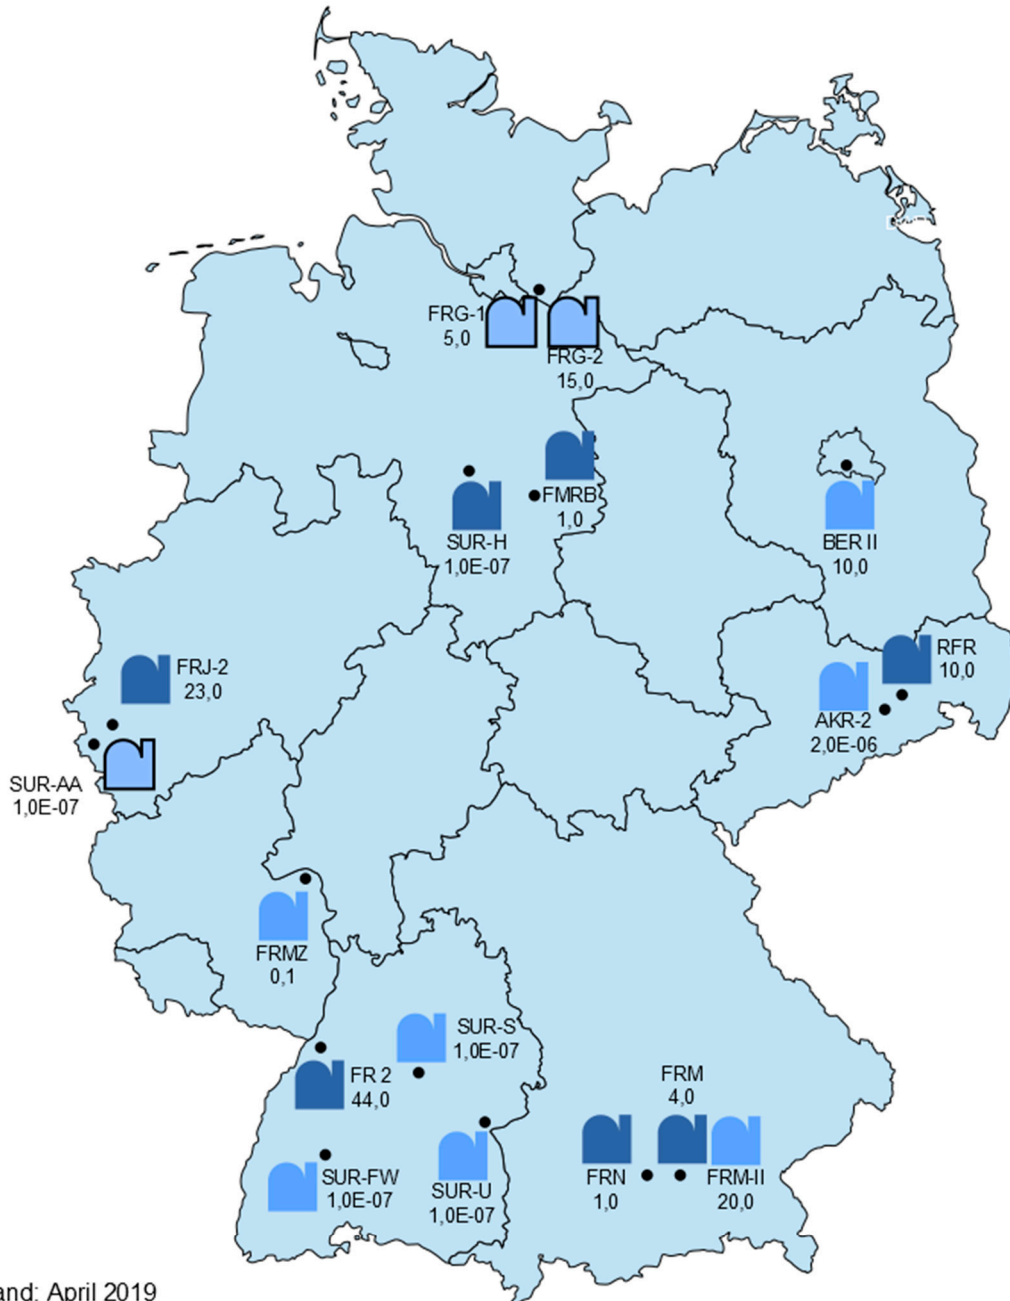 FRG-1
5,0
FRG-2
15,0
FMRB
1,0
SUR-H
1,0E-07
BER II
10,0
FRJ-2
23,0
RFR
10,0
AKR-2
2,0E-06
SUR-AA
1,0E-07
FRMZ
0,1
SUR-S
1,0E-07
FR 2
44,0
FRM
4,0
SUR-FW
1,0E-07
SUR-U
1,0E-07
FRN
1,0
FRM-II
20,0
and: April 2019